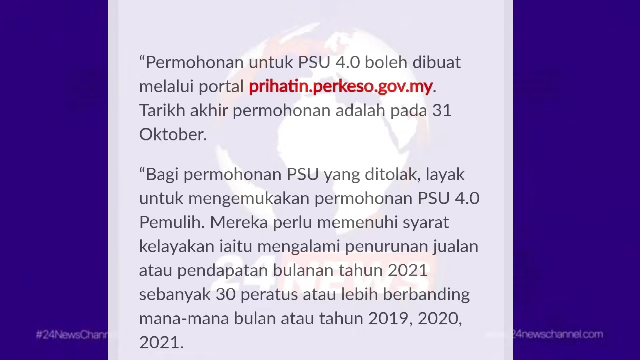 “Permohonan untuk PSU 4.0 boleh dibuat
melalui portal prihatin.perkeso.gov.my.
Tarikh akhir permohonan adalah pada 31
Oktober.
“Bagi permohonan PSU yang ditolak, layak
untuk mengemukakan permohonan PSU 4.0
Pemulih. Mereka perlu memenuhi syarat
kelayakan iaitu mengalami penurunan jualan
atau pendapatan bulanan tahun 2021
sebanyak 30 peratus atau lebih berbanding
mana-mana bulan atau tahun 2019, 2020,
2021.
24 NEWS
#24NewsChann
24newschannel.com